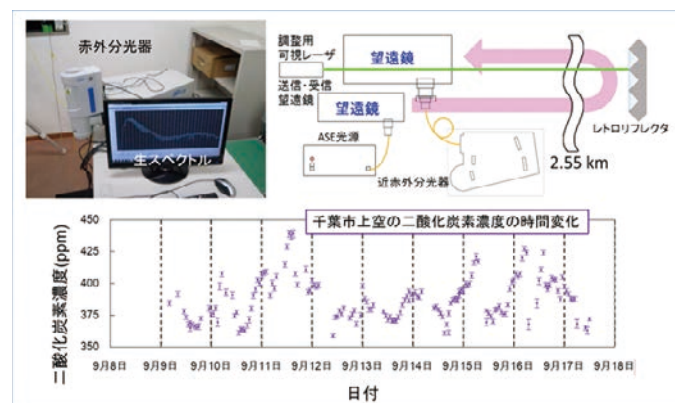 赤外分光器
生スペクトル
調整用
可視レーザ
送信・受信
望遠鏡
望遠鏡
望遠鏡
ASE光源
近赤外分光器
レトロリフレクタ
2.55 km
千葉市上空の二酸化炭素濃度の時間変化
二酸化炭素濃度(ppm)
450
400
375
350
9月8日 9月9日 9月10日 9月11日 9月12日 9月13日 9月14日 9月15日 9月16日 9月17日 9月18日
日付